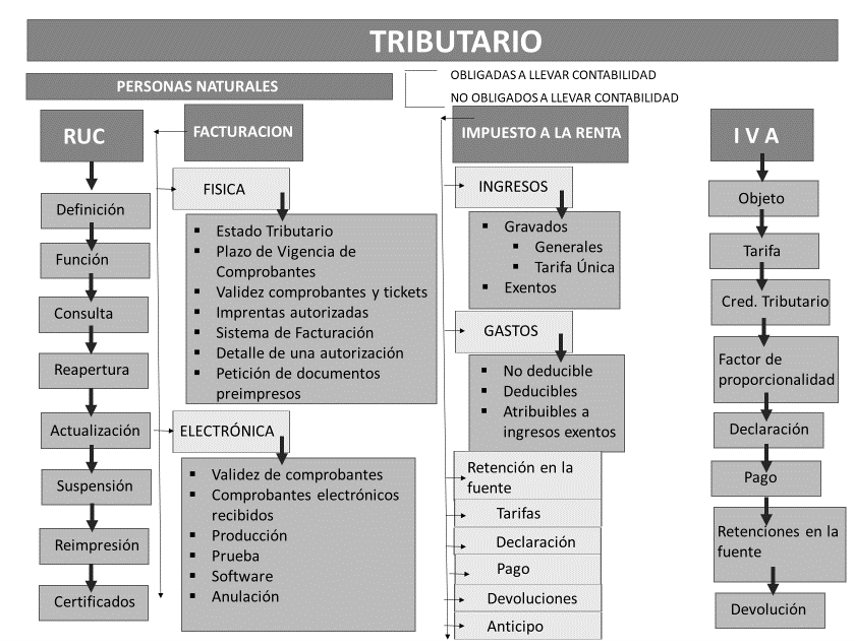 TRIBUTARIO
PERSONAS NATURALES
OBLIGADAS A LLEVAR CONTABILIDAD
NO OBLIGADOS A LLEVAR CONTABILIDAD
RUC
Definición
Función
Consulta
Reapertura
Actualización
Suspensión
Reimpresión
Certificados
FACTURACION
FISICA
Estado Tributario
Plazo de Vigencia de
Comprobantes
Validez comprobantes y tickets
Imprentas autorizadas
Sistema de Facturación
Detalle de una autorización
Petición de documentos
preimpresos
ELECTRÓNICA
Validez de comprobantes
Comprobantes electrónicos
recibidos
Producción
Prueba
Software
Anulación
IMPUESTO A LA RENTA
INGRESOS
Gravados
Generales
Tarifa Única
Exentos
GASTOS
No deducible
Deducibles
Atribuibles a
ingresos exentos
Retención en la
fuente
Tarifas
Declaración
Pago
Devoluciones
Anticipo
I V A
Objeto
Tarifa
Cred. Tributario
Factor de
proporcionalidad
Declaración
Pago
Retenciones en la
fuente
Devolución